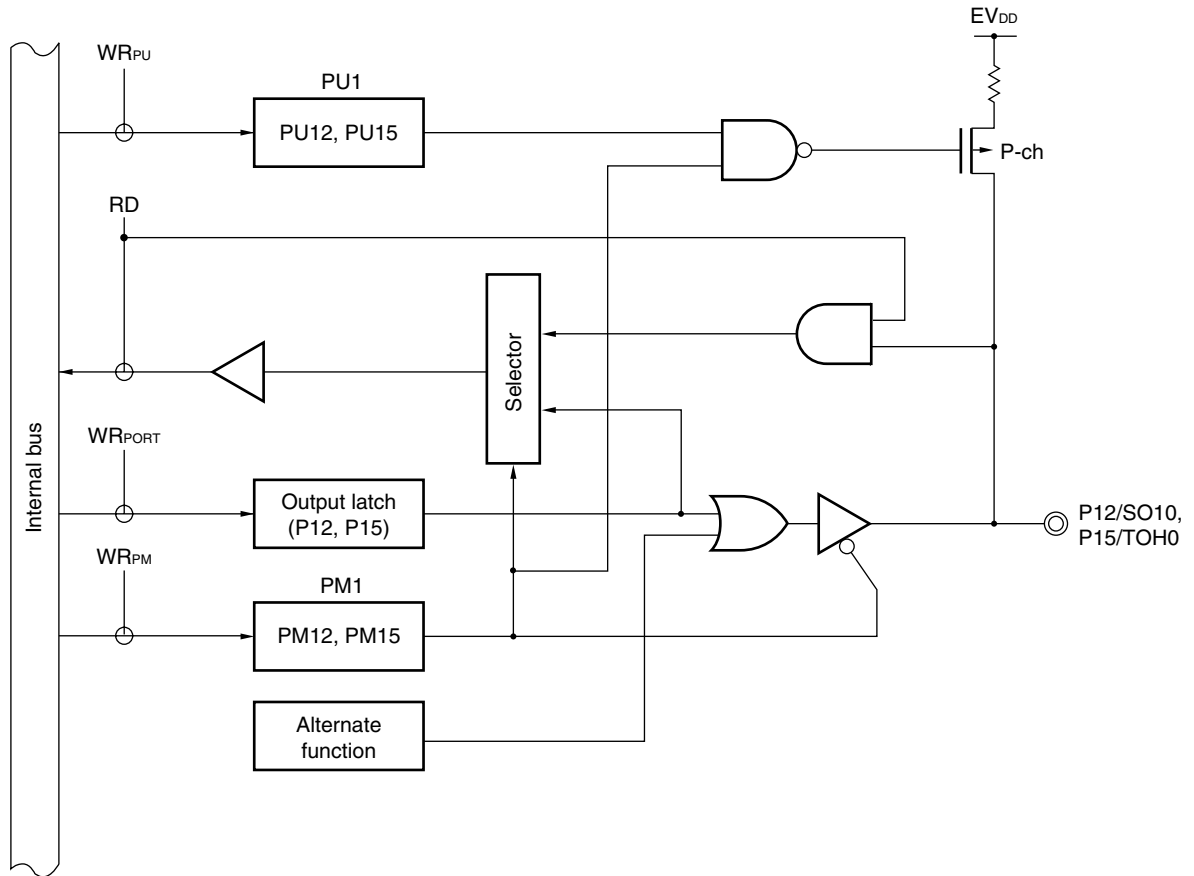 EVDD
WRPU
PU1
PU12, PU15
P-ch
RD
Selector
WRPORT
Internal bus
Output latch
(P12, P15)
P12/SO10,
P15/TOH0
WRPM
PM1
PM12, PM15
Alternate
function